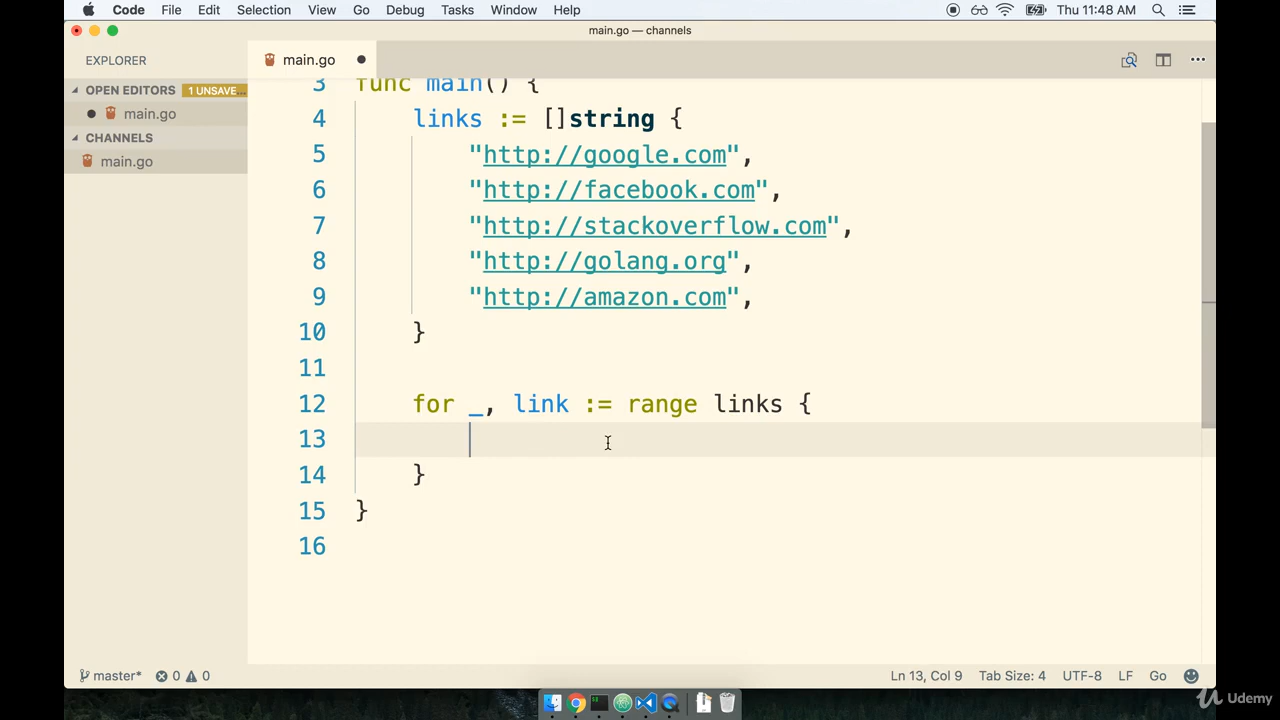 Code File Edit Selection View Go Debug Tasks Window Help Thu 11:48 AM
main.go — channels
EXPLORER
main.go
OPEN EDITORS 1 UNSAVE...
main.go
CHANNELS
main.go
3 func main() {
4 links := []string {
5 "http://google.com",
6 "http://facebook.com",
7 "http://stackoverflow.com",
8 "http://golang.org",
9 "http://amazon.com",
10 }
11
12 for _, link := range links {
13
14 }
15 }
16
master* 0 0 Ln 13, Col 9 Tab Size: 4 UTF-8 LF Go
Udemy